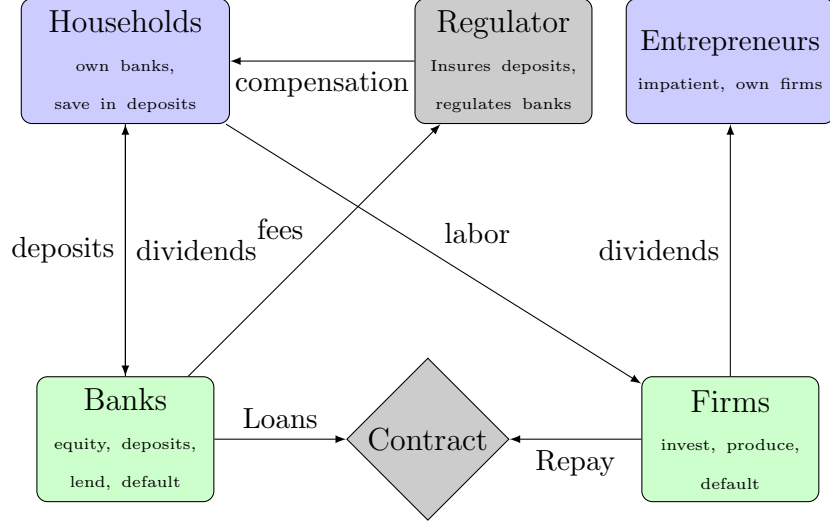 Households
own banks,
save in deposits
Regulator
Insures deposits,
regulates banks
Entrepreneurs
impatient, own firms
compensation
deposits
dividends
fees
labor
dividends
Banks
equity, deposits,
lend, default
Loans
Contract
Repay
Firms
invest, produce,
default